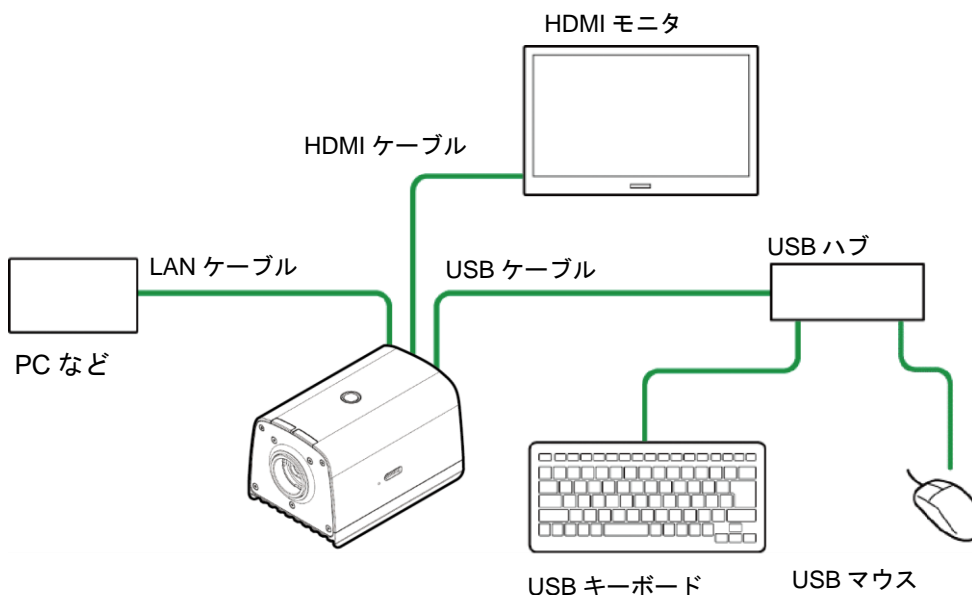 HDMI モニタ
HDMI ケーブル
LAN ケーブル
USB ケーブル
USB ハブ
PC など
USB キーボード
USB マウス